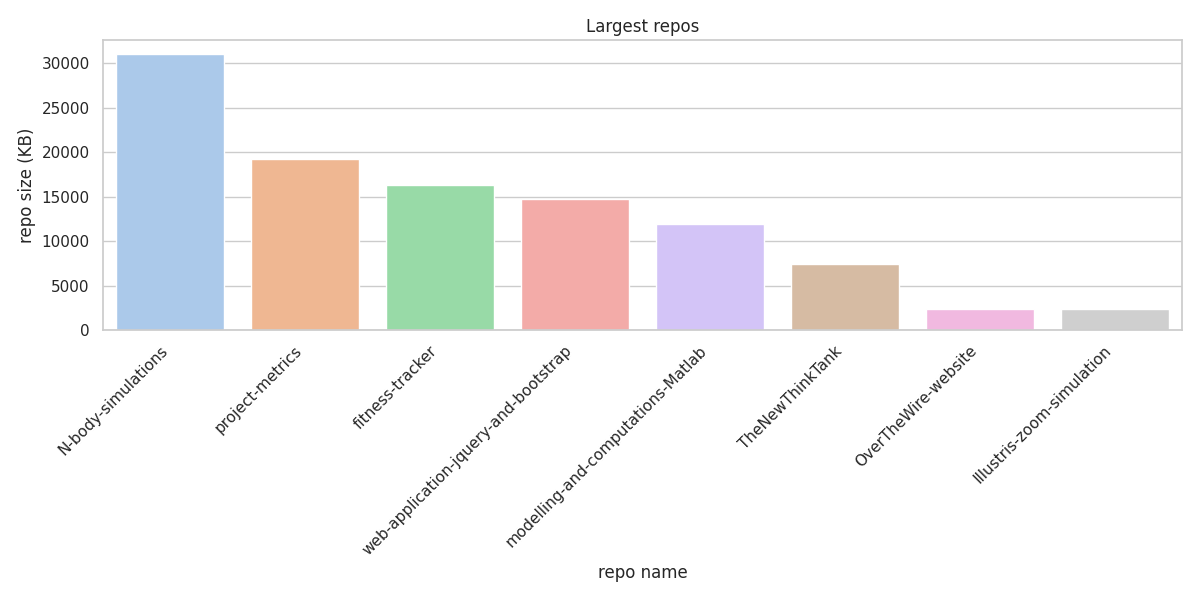 Largest repos
repo size (KB)
30000
25000
20000
15000
10000
5000
0
N-body-simulations
project-metrics
fitness-tracker
web-application-jquery-and-bootstrap
modelling-and-computations-Matlab
TheNewThinkTank
OverTheWire-website
Illustris-zoom-simulation
repo name